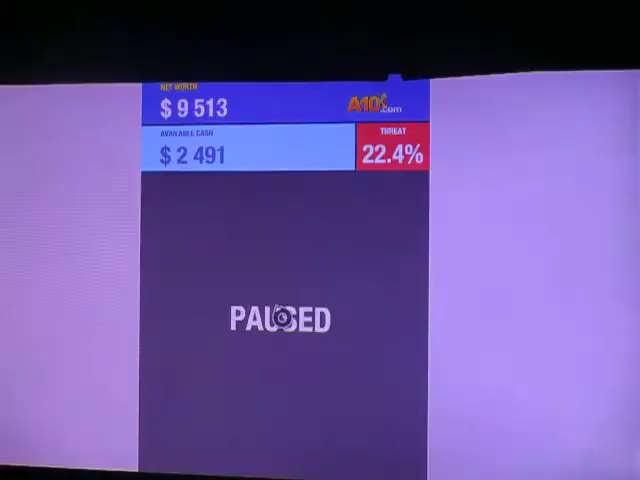 NET WORTH
$ 9 513
A10.com
AVAILABLE CASH
$ 2 491
THREAT
22.4%
PAUSED